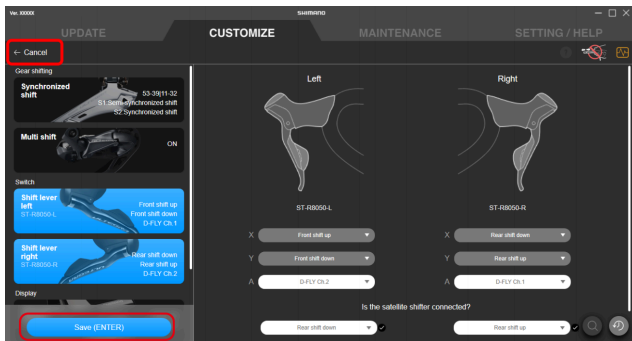 Ver. XXXXX
SHIMANO
UPDATE
CUSTOMIZE
MAINTENANCE
SETTING / HELP
← Cancel
Gear shifting
Synchronized
shift
53-39|11-32
S1:Semi-synchronized shift
S2:Synchronized shift
Multi shift
ON
Switch
Shift lever
left
ST-R8050-L
Front shift up
Front shift down
D-FLY Ch.1
Shift lever
right
ST-R8050-R
Rear shift down
Rear shift up
D-FLY Ch.2
Display
Save (ENTER)
Left
Right
ST-R8050-L
ST-R8050-R
X Front shift up
X Rear shift down
Y Front shift down
Y Rear shift up
A D-FLY Ch.2
A D-FLY Ch.1
Is the satellite shifter connected?
Rear shift down
Rear shift up